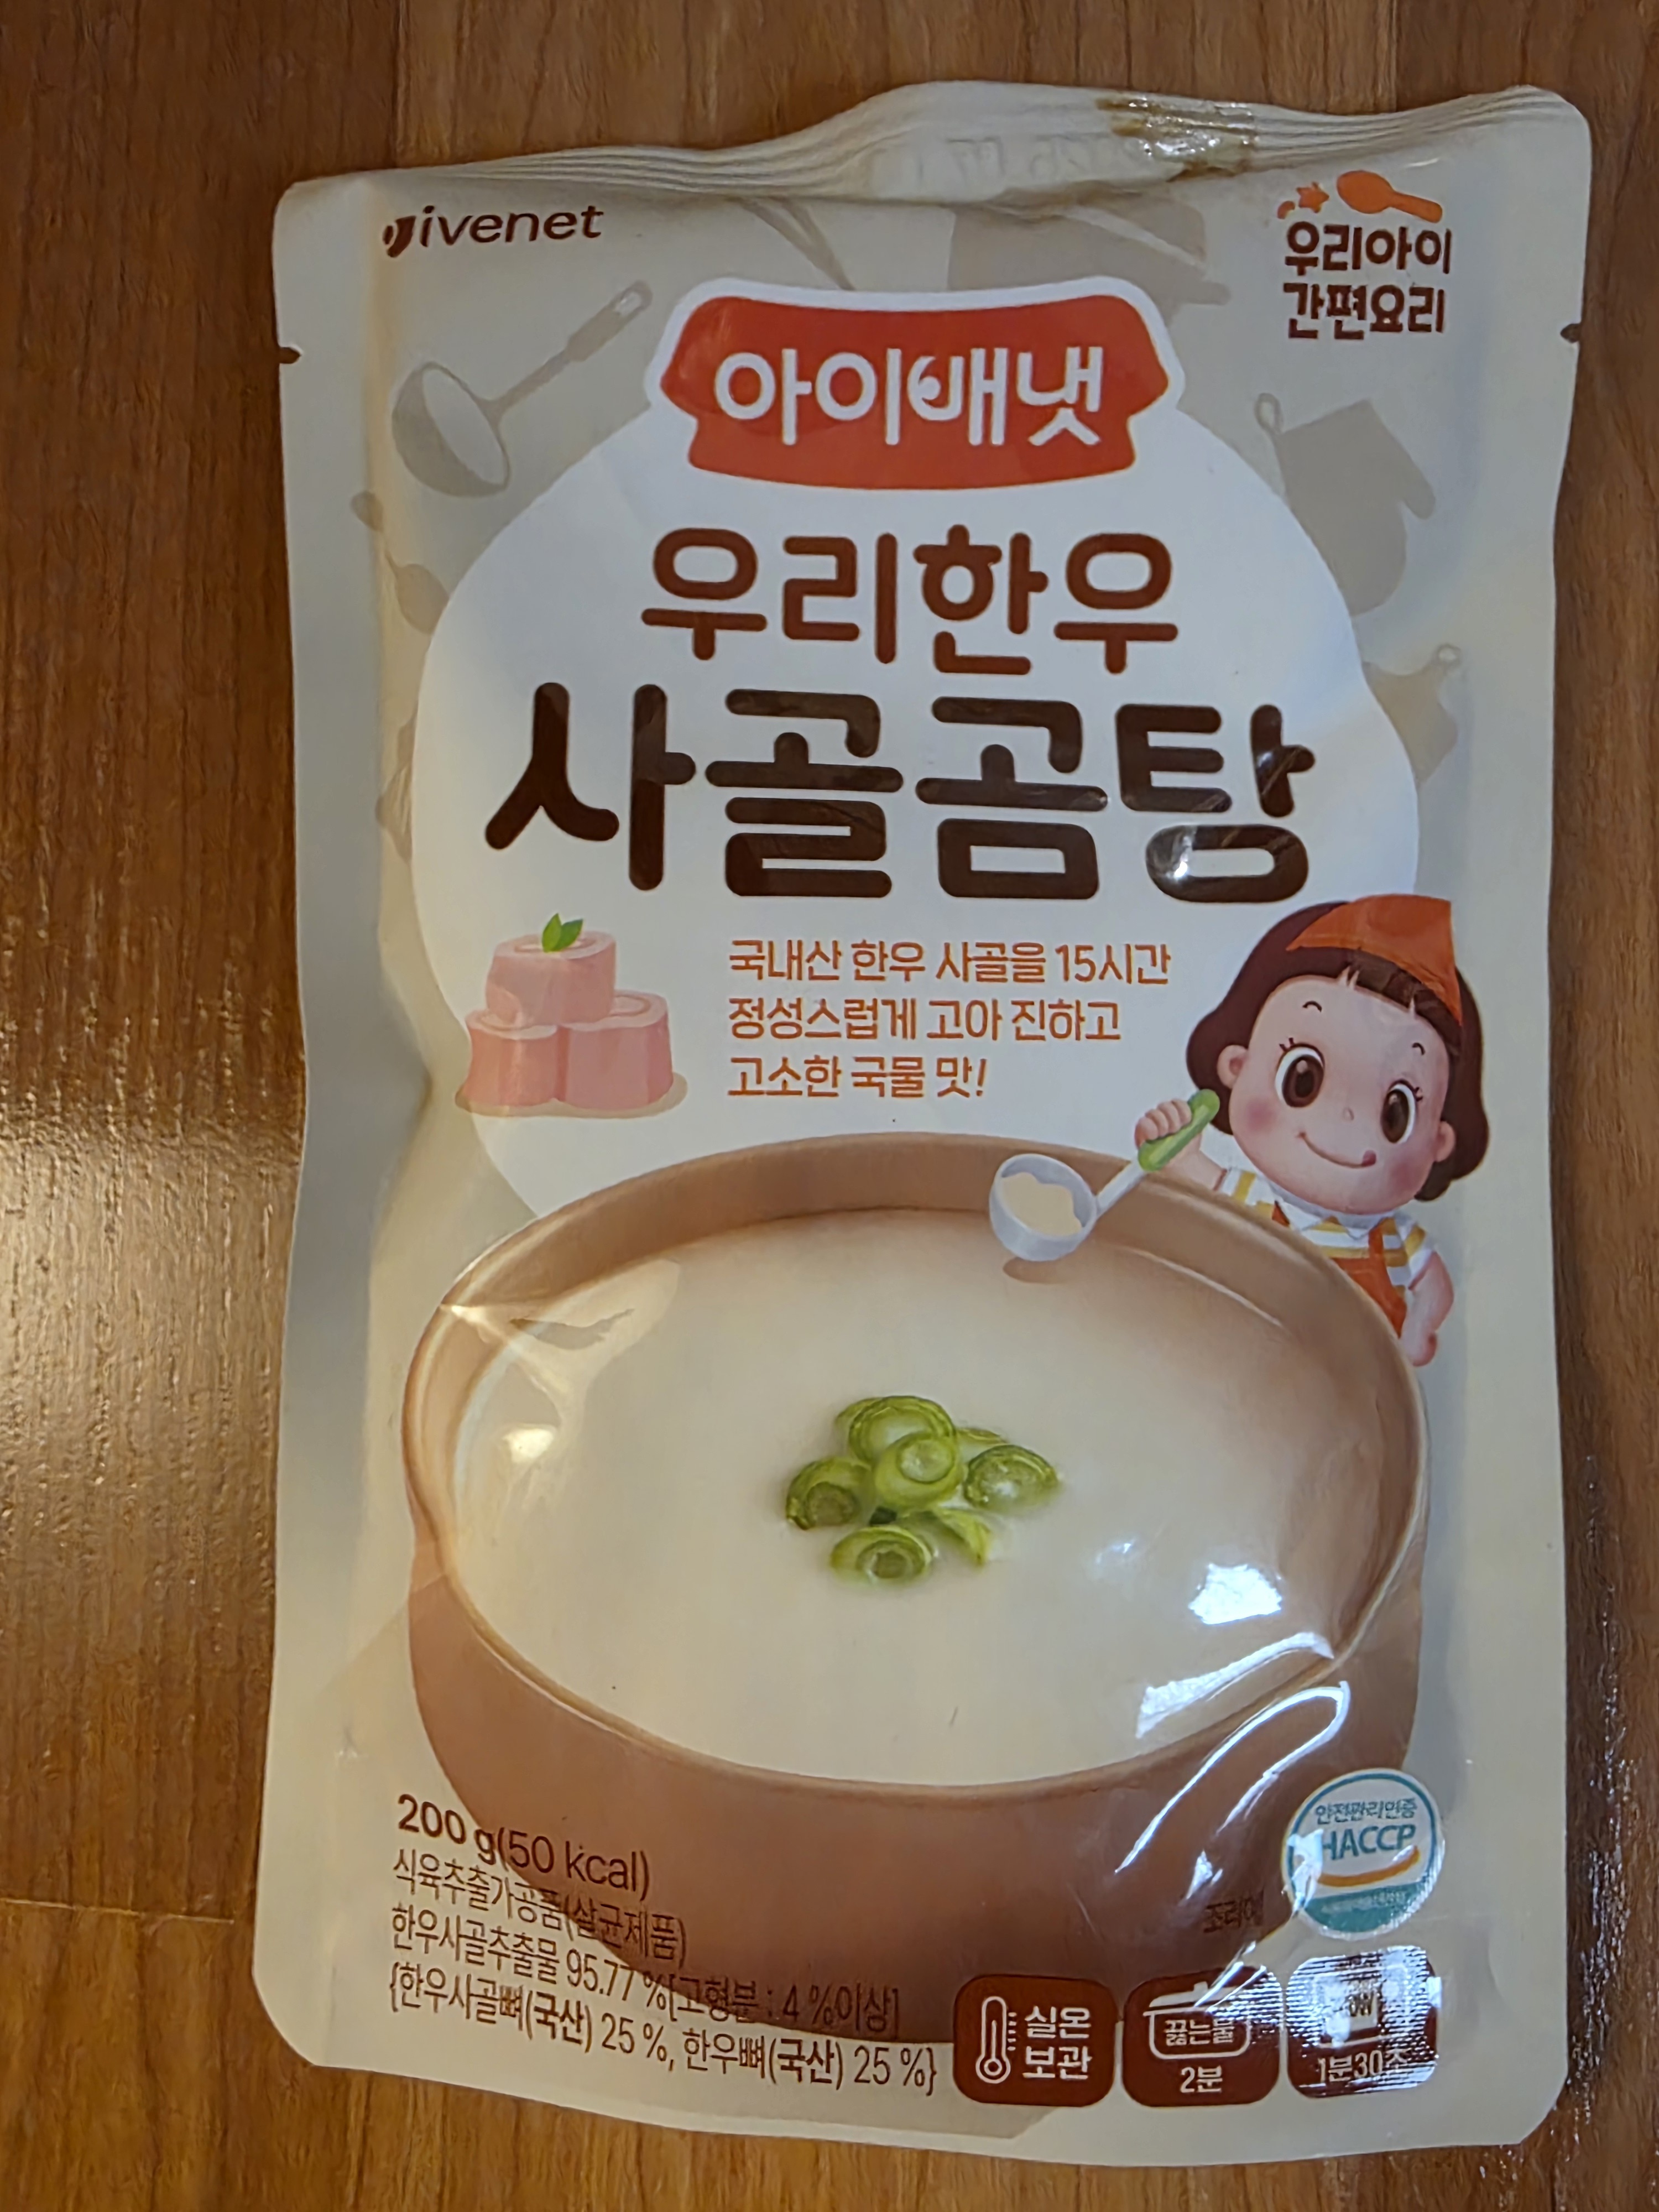 ivenet
우리아이
간편요리
아이배냇
우리한우
사골곰탕
국내산 한우 사골을 15시간
정성스럽게 고아 진하고
고소한 국물 맛!
200 g(50 kcal)
식육추출가공품(살균제품)
한우사골추출물 95.77 %[고형분 : 4 %이상]
{한우사골뼈(국산) 25 %, 한우뼈(국산) 25 %}
안전관리인증
HACCP
실온
보관
끓는물
2분
1분30초